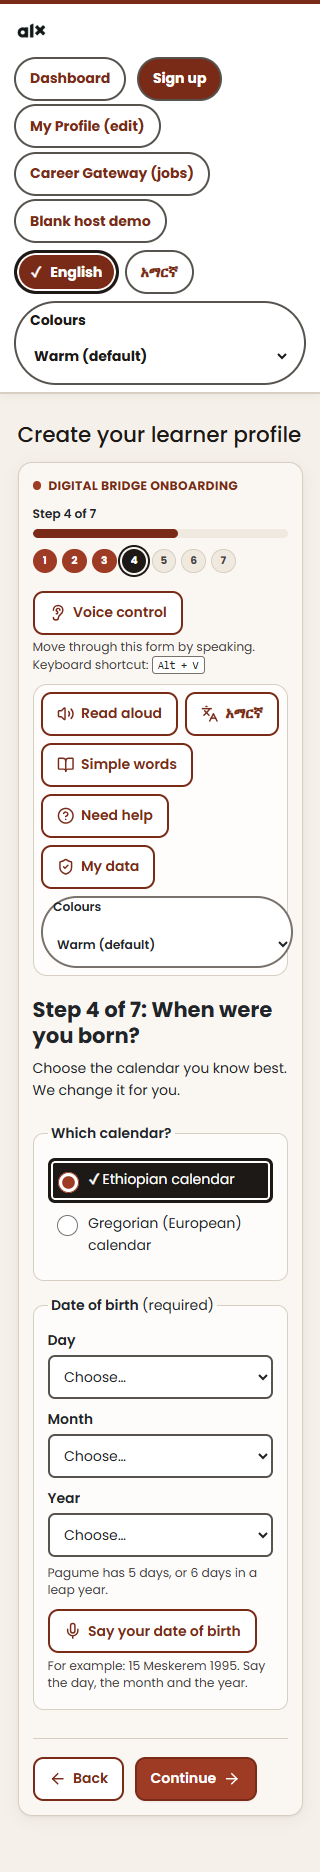 alx
Dashboard
Sign up
My Profile (edit)
Career Gateway (jobs)
Blank host demo
✓ English
አማርኛ
Colours
Warm (default)
Create your learner profile
DIGITAL BRIDGE ONBOARDING
Step 4 of 7
1 2 3 4 5 6 7
Voice control
Move through this form by speaking.
Keyboard shortcut: Alt + V
Read aloud
አማርኛ
Simple words
Need help
My data
Colours
Warm (default)
Step 4 of 7: When were
you born?
Choose the calendar you know best.
We change it for you.
Which calendar?
✓ Ethiopian calendar
Gregorian (European)
calendar
Date of birth (required)
Day
Choose...
Month
Choose...
Year
Choose...
Pagume has 5 days, or 6 days in a
leap year.
Say your date of birth
For example: 15 Meskerem 1995. Say
the day, the month and the year.
← Back
Continue →